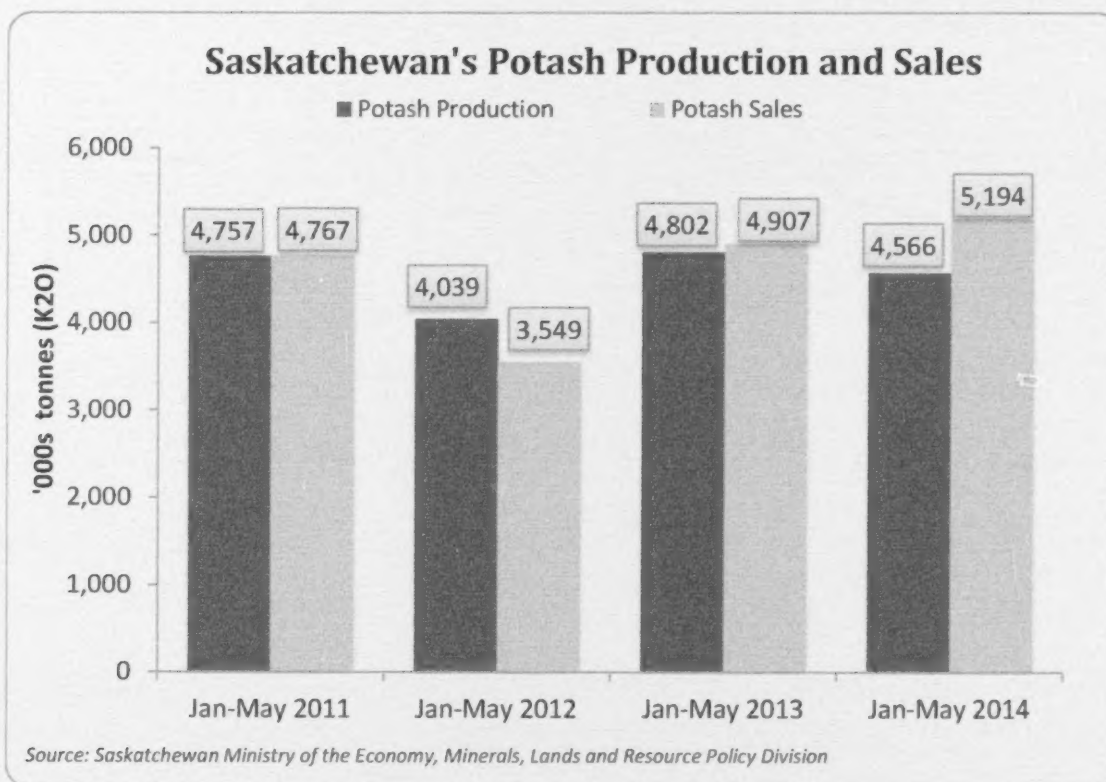 Saskatchewan's Potash Production and Sales
Potash Production Potash Sales
6,000
5,000
4,000
3,000
2,000
1,000
0
'000s tonnes (K2O)
4,757 4,767
4,039 3,549
4,802 4,907
4,566 5,194
Jan-May 2011 Jan-May 2012 Jan-May 2013 Jan-May 2014
Source: Saskatchewan Ministry of the Economy, Minerals, Lands and Resource Policy Division